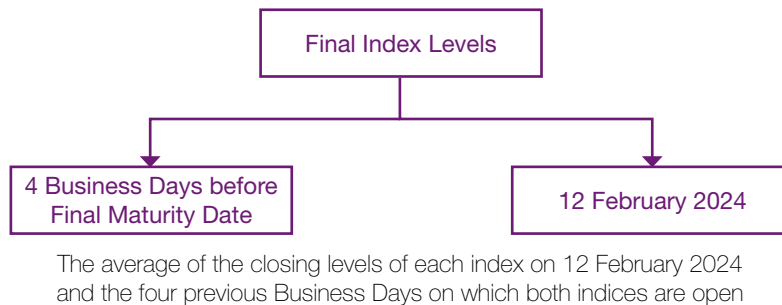 Final Index Levels
4 Business Days before
Final Maturity Date
12 February 2024
The average of the closing levels of each index on 12 February 2024
and the four previous Business Days on which both indices are open